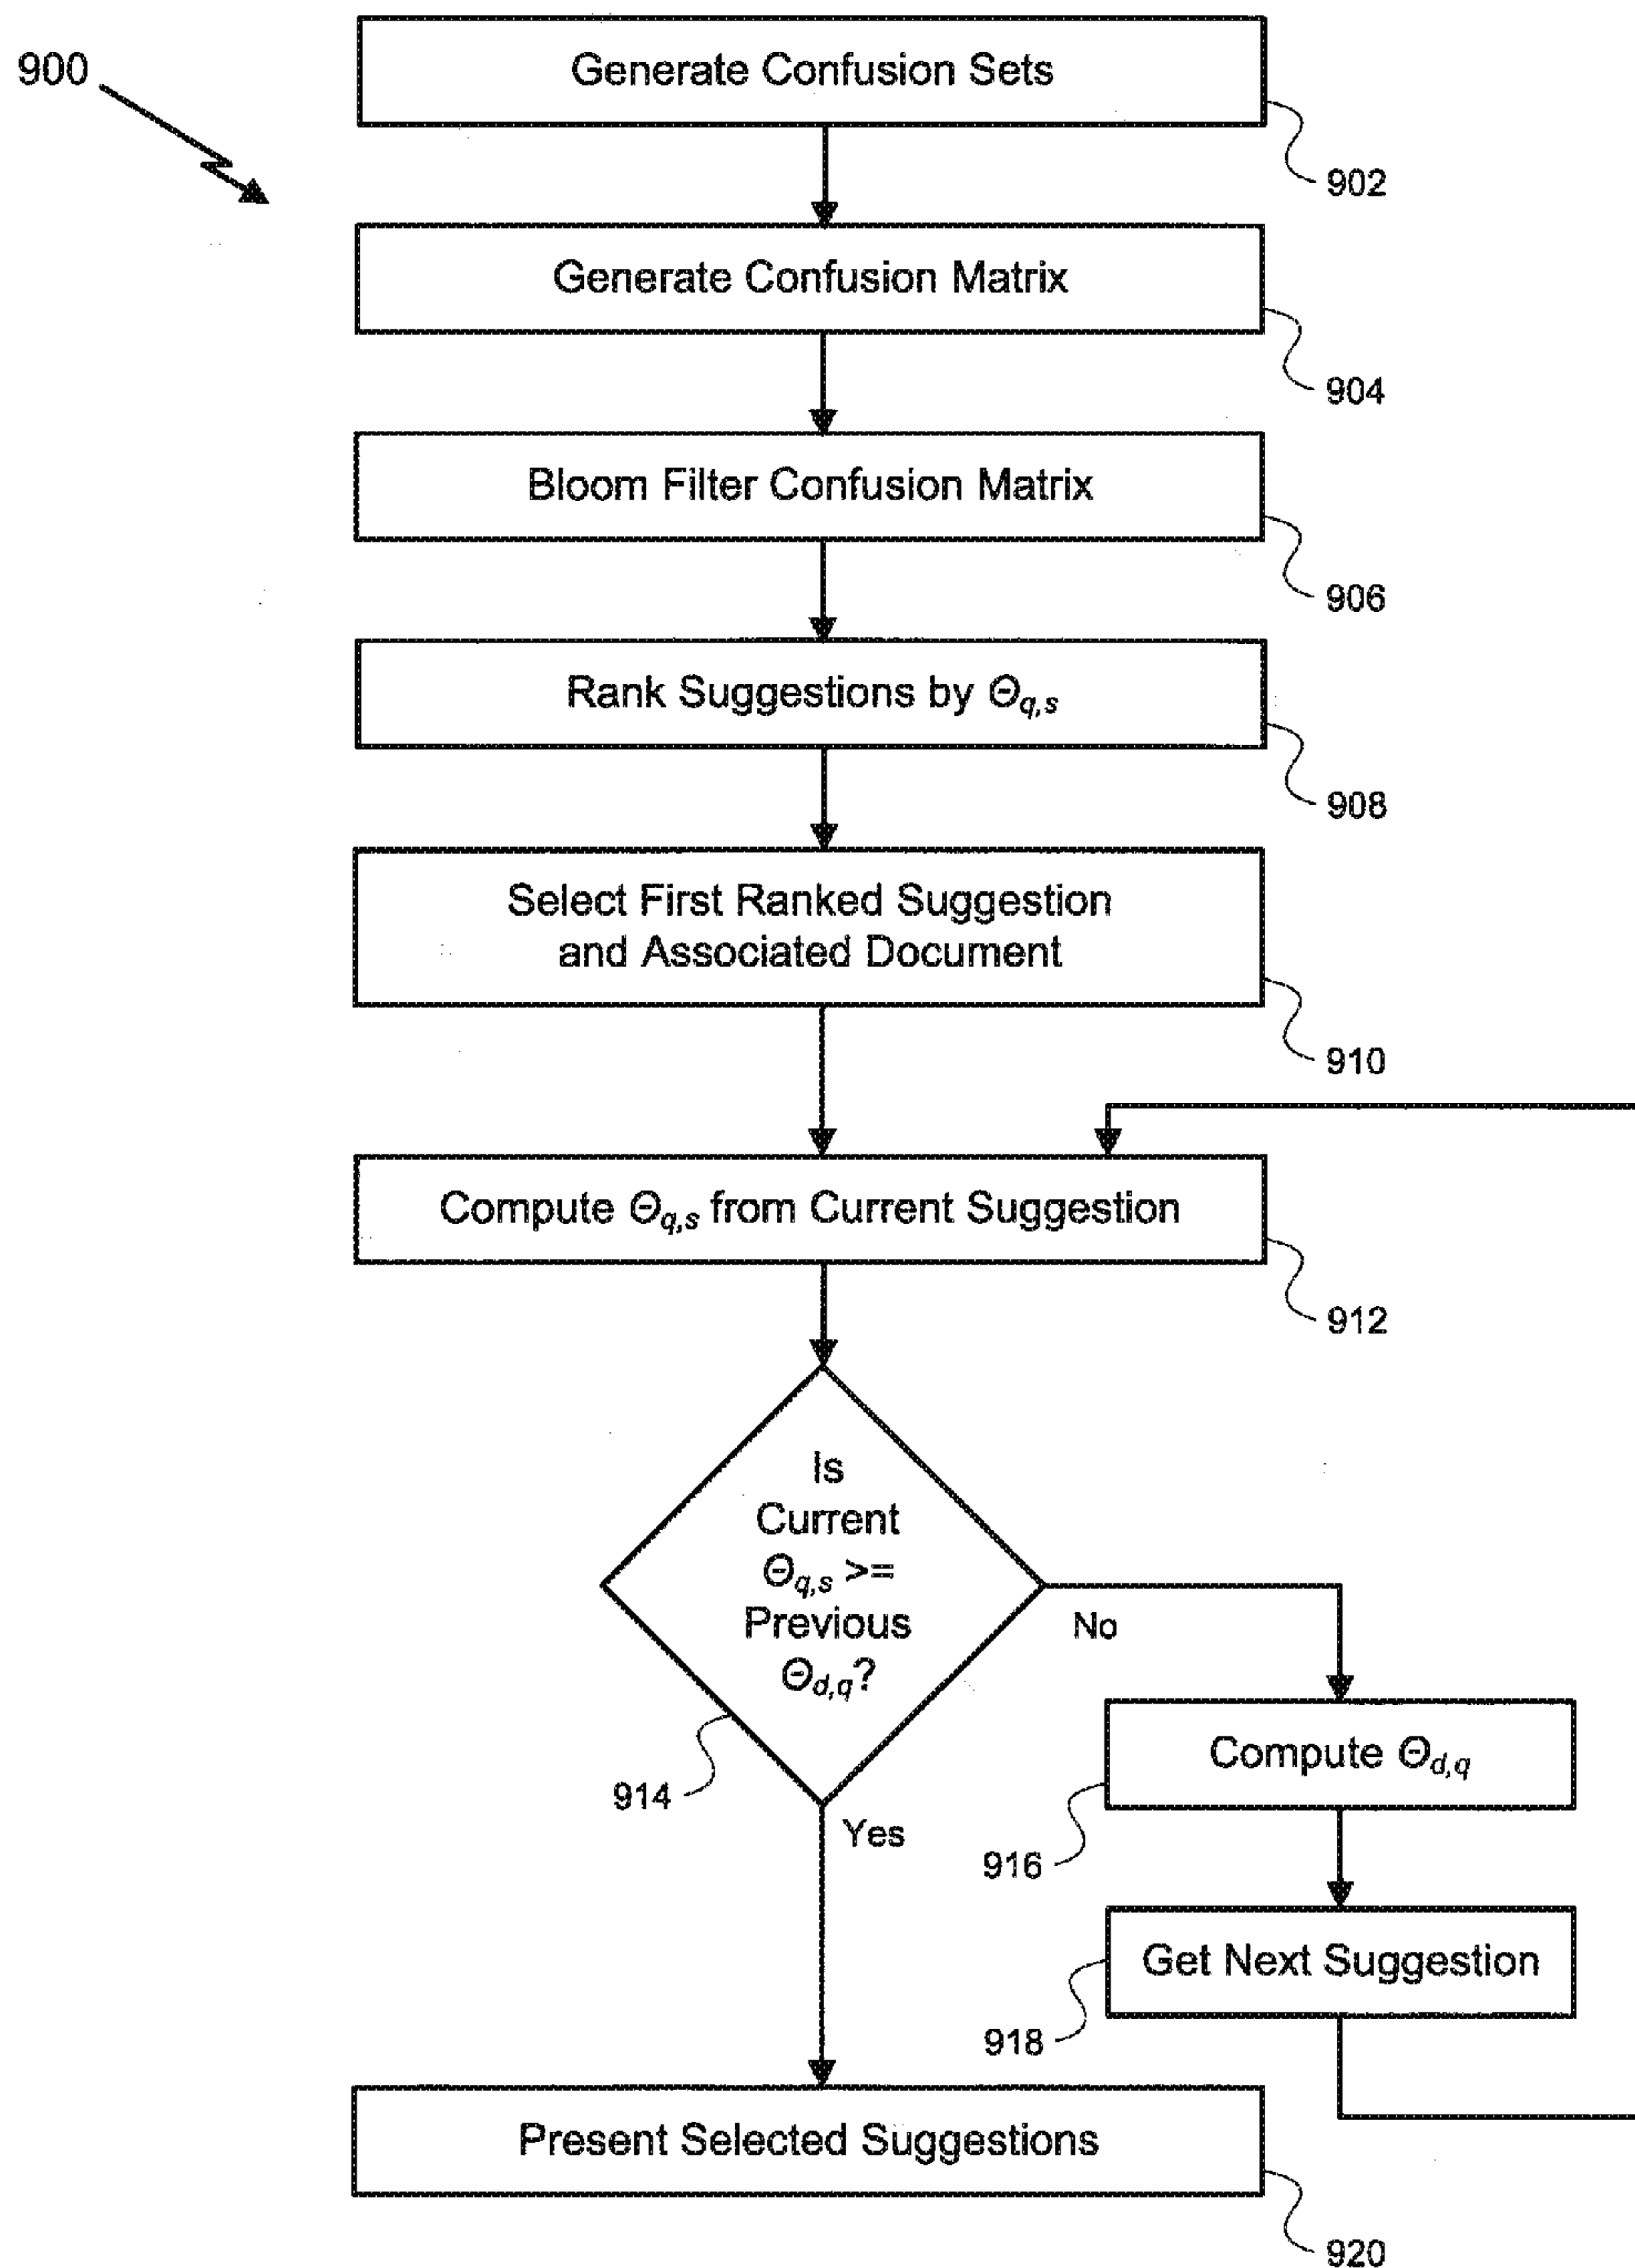 900
Generate Confusion Sets
902
Generate Confusion Matrix
904
Bloom Filter Confusion Matrix
906
Rank Suggestions by Θq,s
908
Select First Ranked Suggestion
and Associated Document
910
Compute Θq,s from Current Suggestion
912
Is
Current
Θq,s >=
Previous
Θd,q?
914
No
Yes
Compute Θd,q
916
Get Next Suggestion
918
Present Selected Suggestions
920